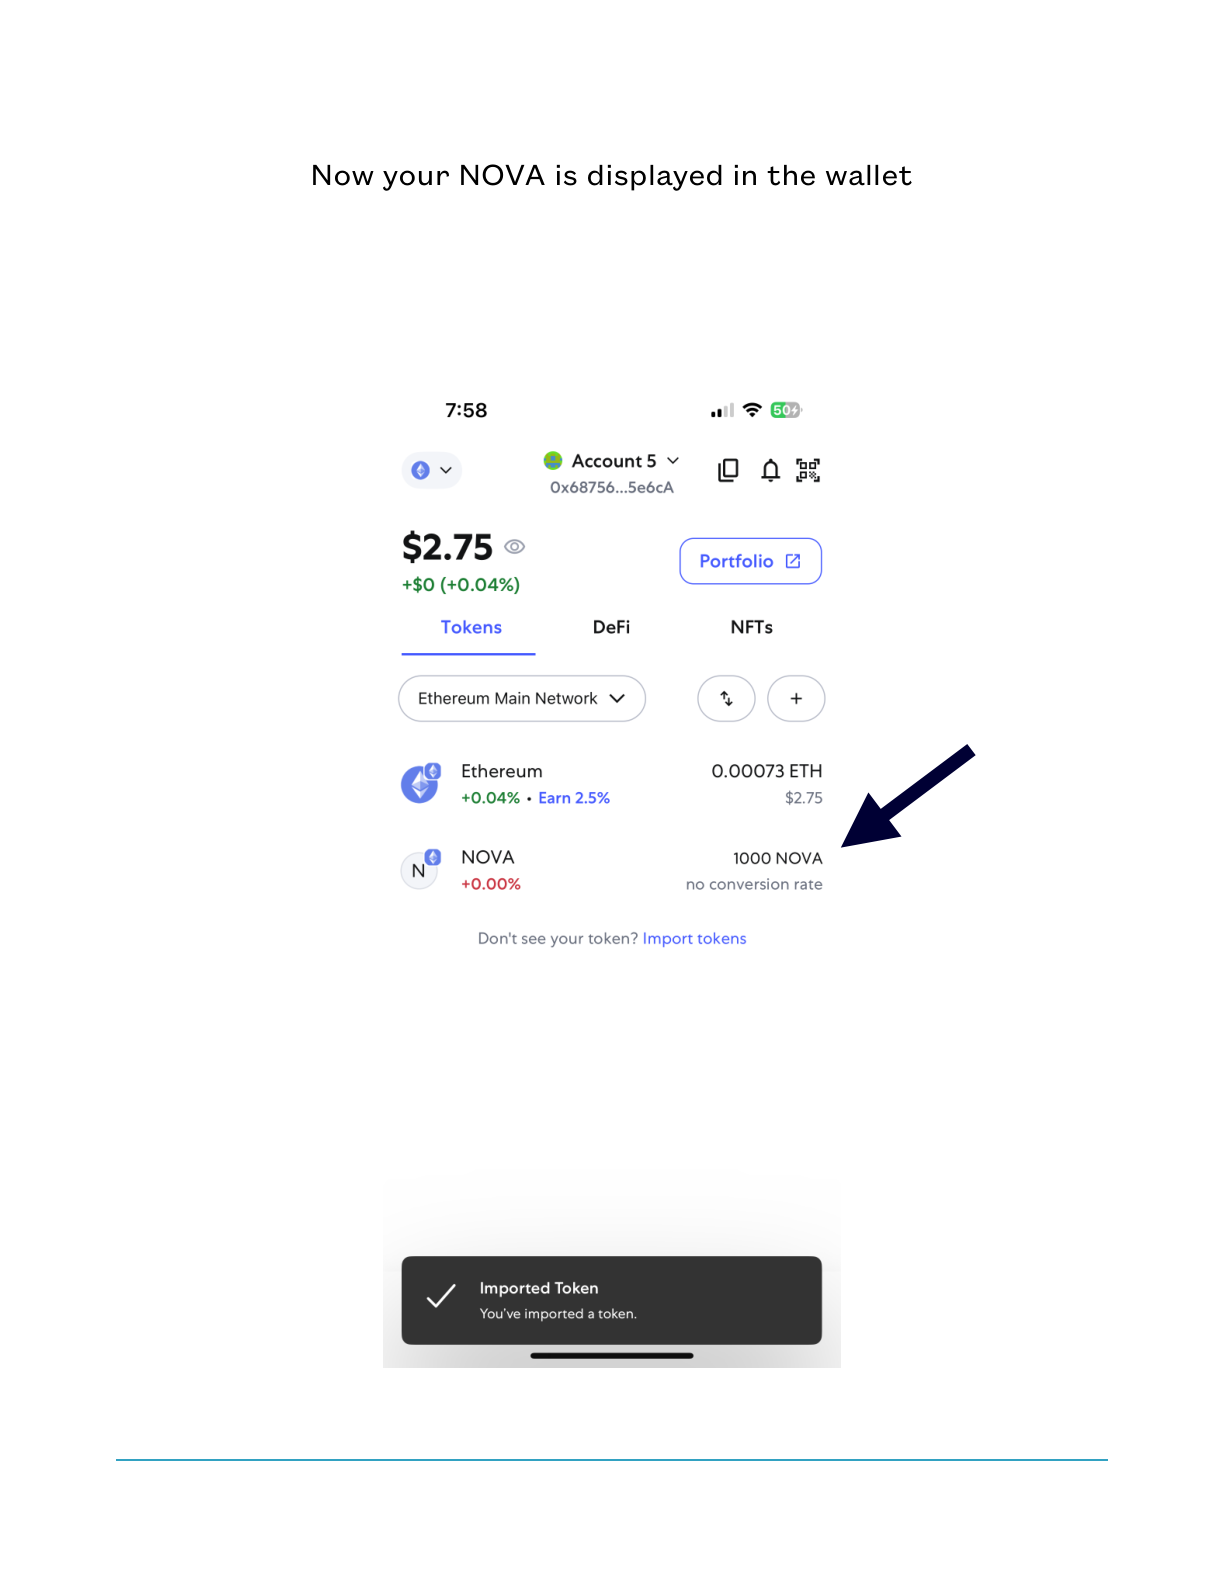 Now your NOVA is displayed in the wallet
7:58
50
Account 5
0x68756...5e6cA
$2.75
Portfolio
+$0 (+0.04%)
Tokens DeFi NFTs
Ethereum Main Network
Ethereum 0.00073 ETH
+0.04% • Earn 2.5% $2.75
N NOVA 1000 NOVA
+0.00% no conversion rate
Don't see your token? Import tokens
Imported Token
You've imported a token.